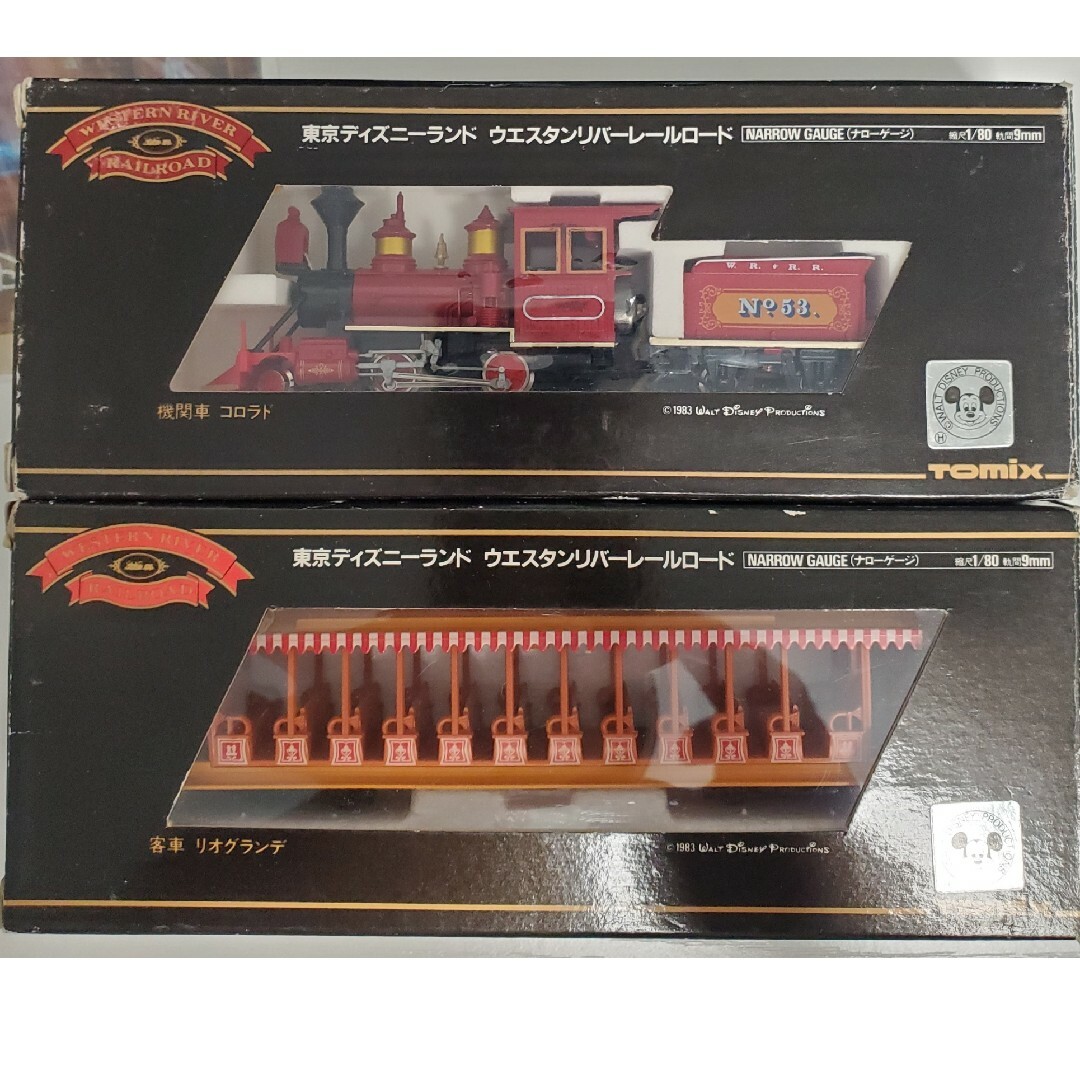 WESTERN RIVER
RAILROAD
東京ディズニーランド ウエスタンリバーレールロード NARROW GAUGE(ナローゲージ) 縮尺1/80 軌間9mm
W. R. & R. R.
Nº 53.
機関車 コロラド
©1983 WALT DISNEY PRODUCTIONS
©WALT DISNEY PRODUCTIONS
H
TOMIX
WESTERN RIVER
RAILROAD
東京ディズニーランド ウエスタンリバーレールロード NARROW GAUGE(ナローゲージ) 縮尺1/80 軌間9mm
客車 リオグランデ
©1983 WALT DISNEY PRODUCTIONS